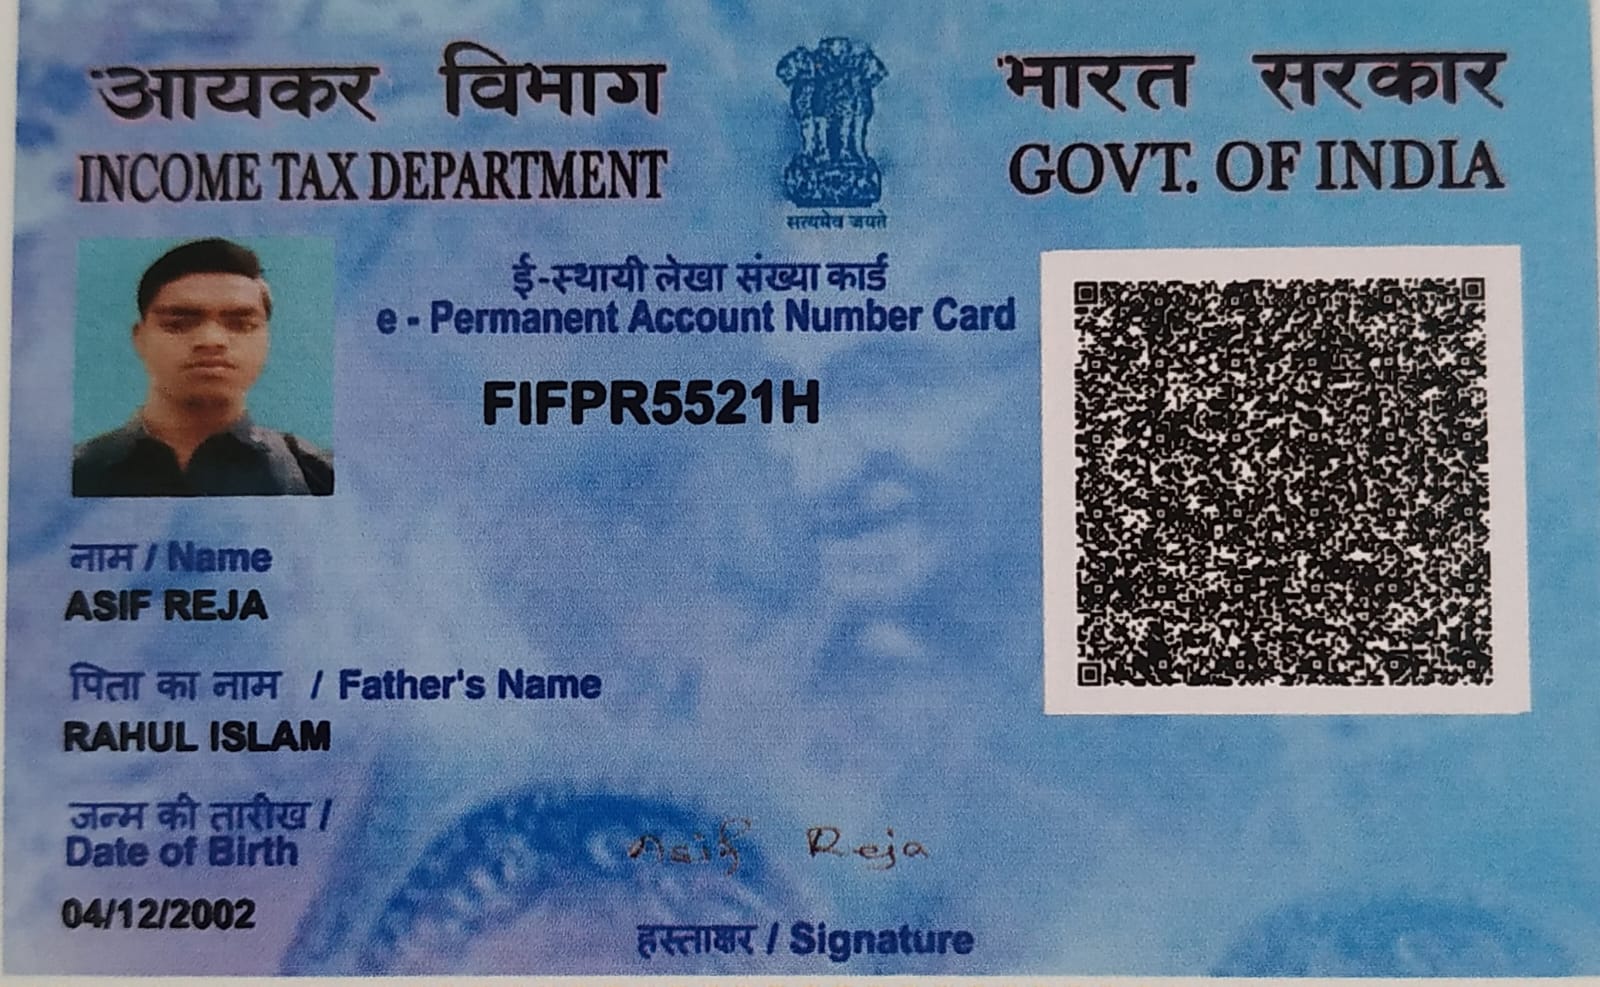 आयकर विभाग
INCOME TAX DEPARTMENT
सत्यमेव जयते
भारत सरकार
GOVT. OF INDIA
ई-स्थायी लेखा संख्या कार्ड
e - Permanent Account Number Card
FIFPR5521H
नाम / Name
ASIF REJA
पिता का नाम / Father's Name
RAHUL ISLAM
जन्म की तारीख /
Date of Birth
04/12/2002
Asif Reja
हस्ताक्षर / Signature